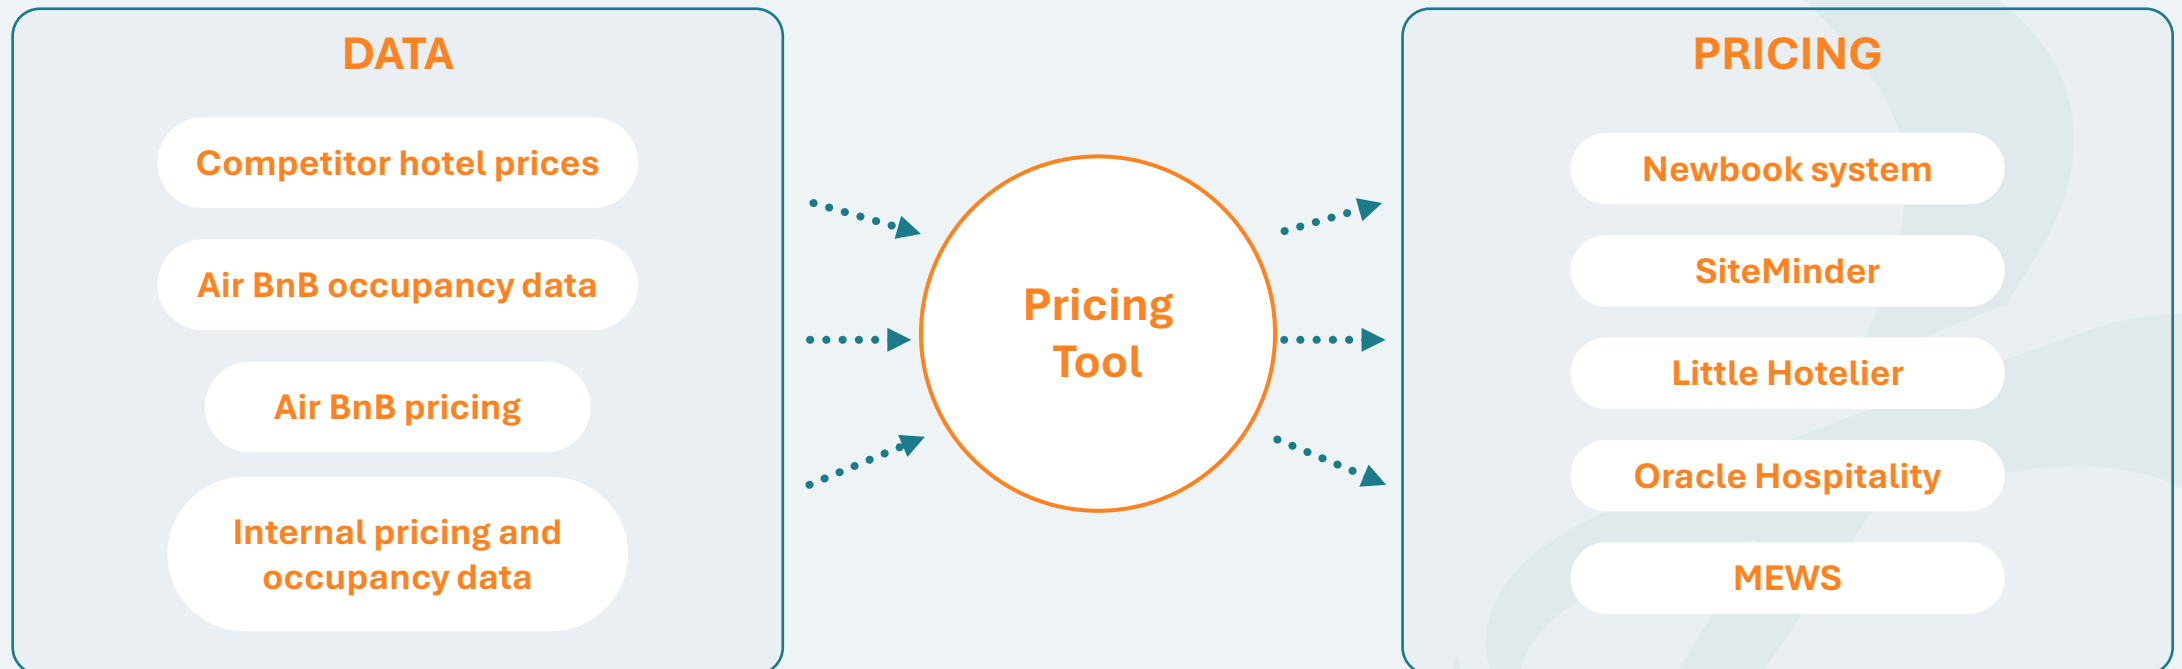 DATA
Competitor hotel prices
Air BnB occupancy data
Air BnB pricing
Internal pricing and
occupancy data
Pricing
Tool
PRICING
Newbook system
SiteMinder
Little Hotelier
Oracle Hospitality
MEWS